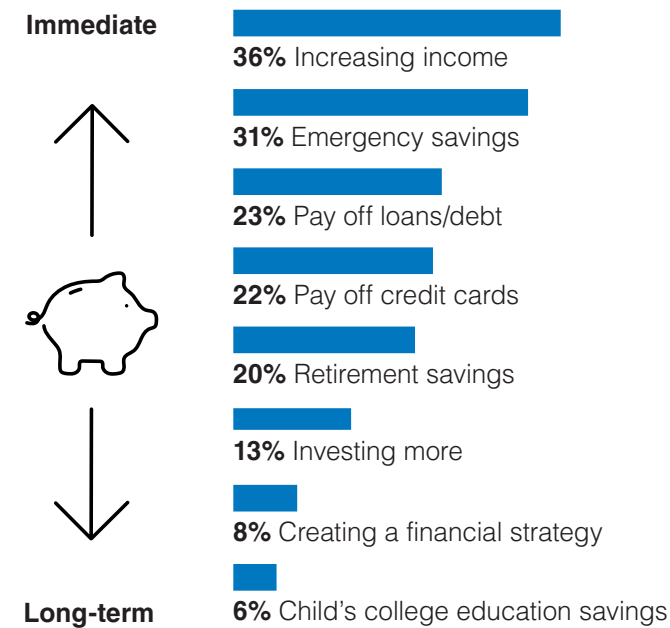 Immediate
36% Increasing income
31% Emergency savings
23% Pay off loans/debt
22% Pay off credit cards
20% Retirement savings
13% Investing more
8% Creating a financial strategy
Long-term
6% Child’s college education savings